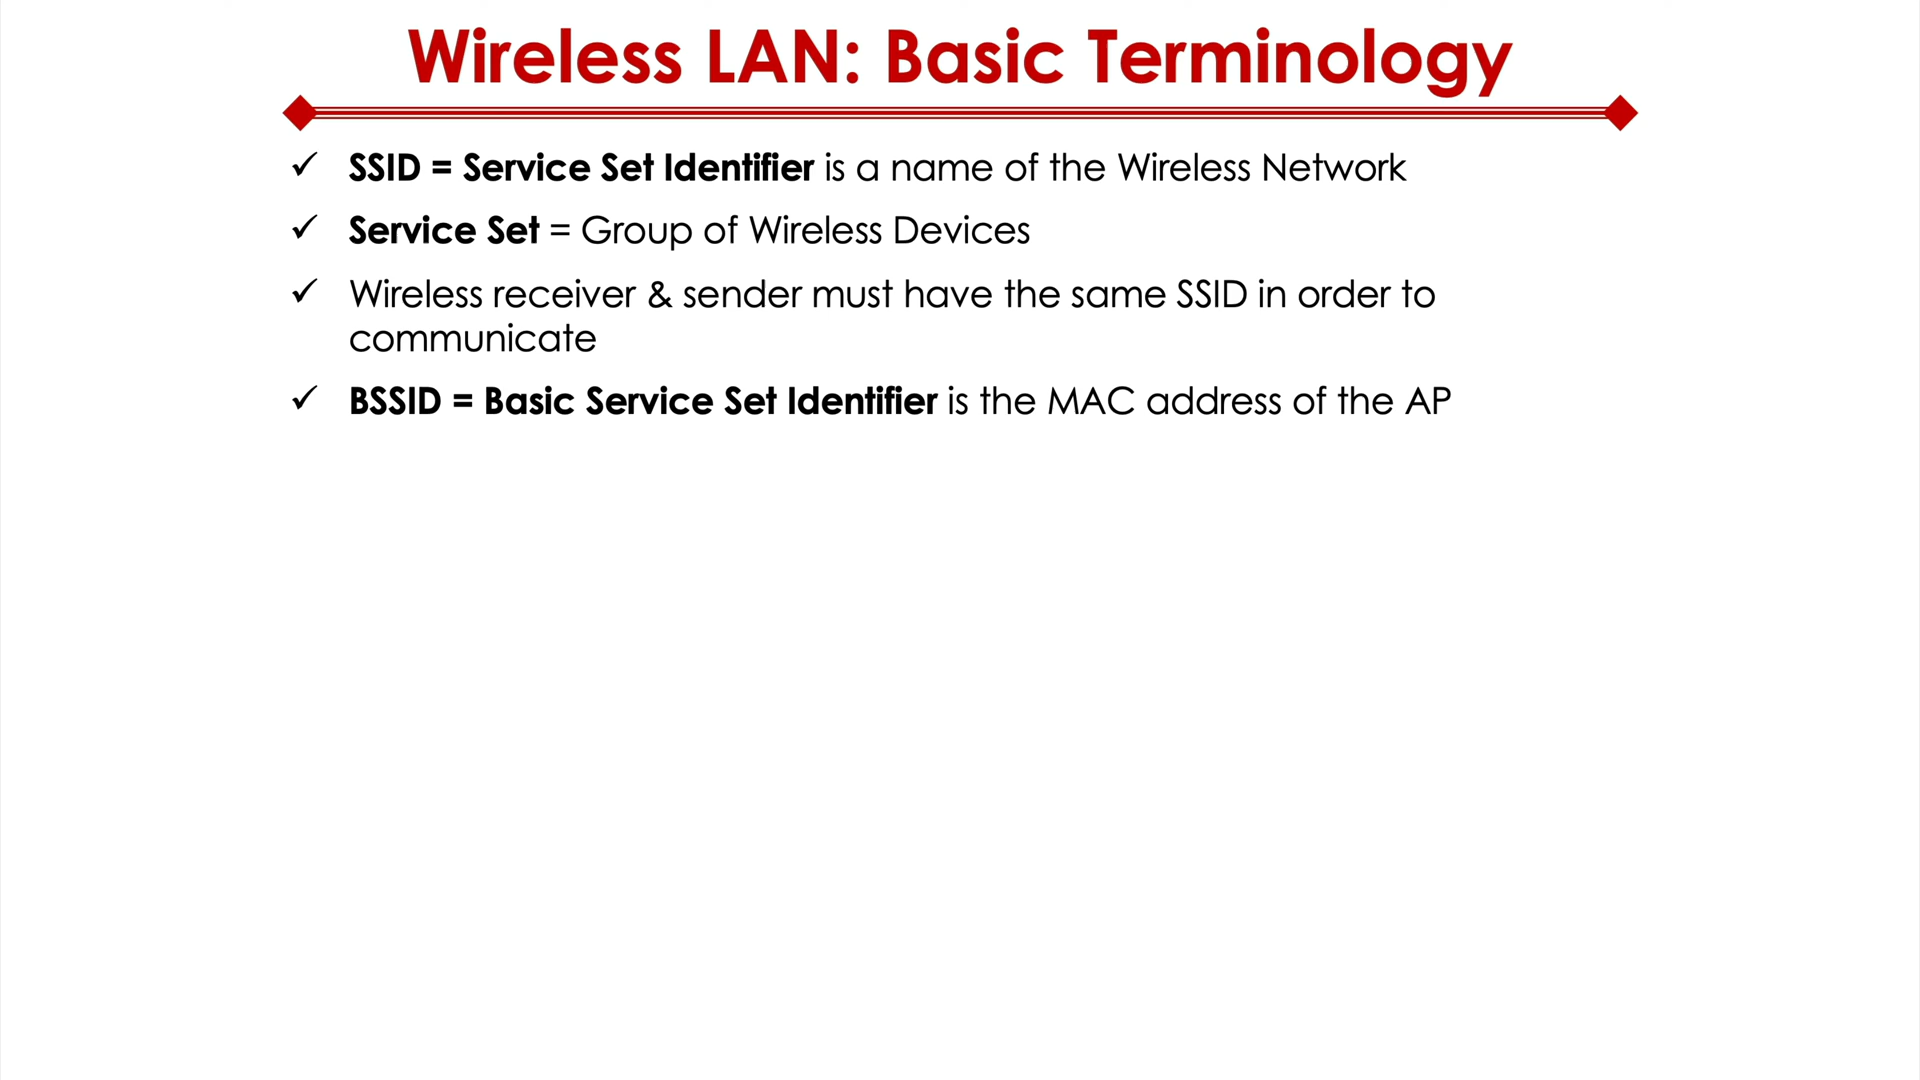 Wireless LAN: Basic Terminology
✓ SSID = Service Set Identifier is a name of the Wireless Network
✓ Service Set = Group of Wireless Devices
✓ Wireless receiver & sender must have the same SSID in order to
communicate
✓ BSSID = Basic Service Set Identifier is the MAC address of the AP